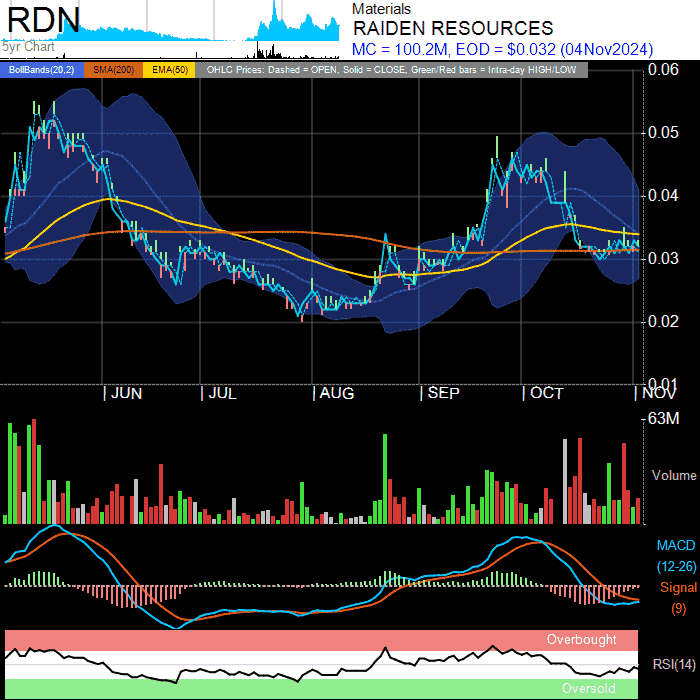 RDN
5yr Chart
Materials
RAIDEN RESOURCES
MC = 100.2M, EOD = $0.032 (04Nov2024)
BollBands(20,2) SMA(200) EMA(50) OHLC Prices: Dashed = OPEN, Solid = CLOSE, Green/Red bars = Intra-day HIGH/LOW
0.06
0.05
0.04
0.03
0.02
0.01
| JUN | JUL | AUG | SEP | OCT | NOV
63M
Volume
MACD
(12-26)
Signal
(9)
Overbought
RSI(14)
Oversold